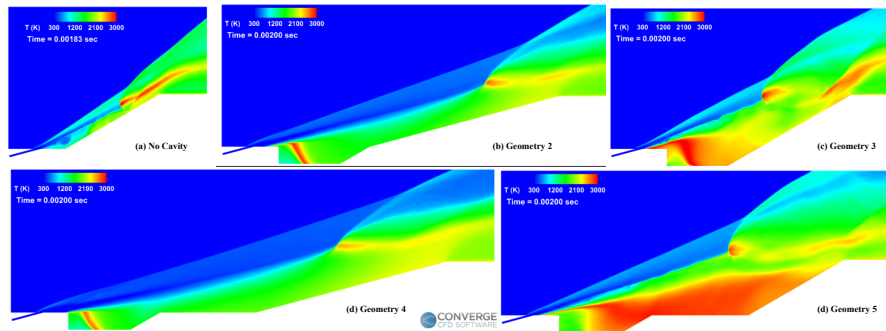 T (K) 300 1200 2100 3000
Time = 0.00183 sec
(a) No Cavity
T (K) 300 1200 2100 3000
Time = 0.00200 sec
(b) Geometry 2
T (K) 300 1200 2100 3000
Time = 0.00200 sec
(c) Geometry 3
T (K) 300 1200 2100 3000
Time = 0.00200 sec
(d) Geometry 4
CONVERGE
CFD SOFTWARE
T (K) 300 1200 2100 3000
Time = 0.00200 sec
(d) Geometry 5